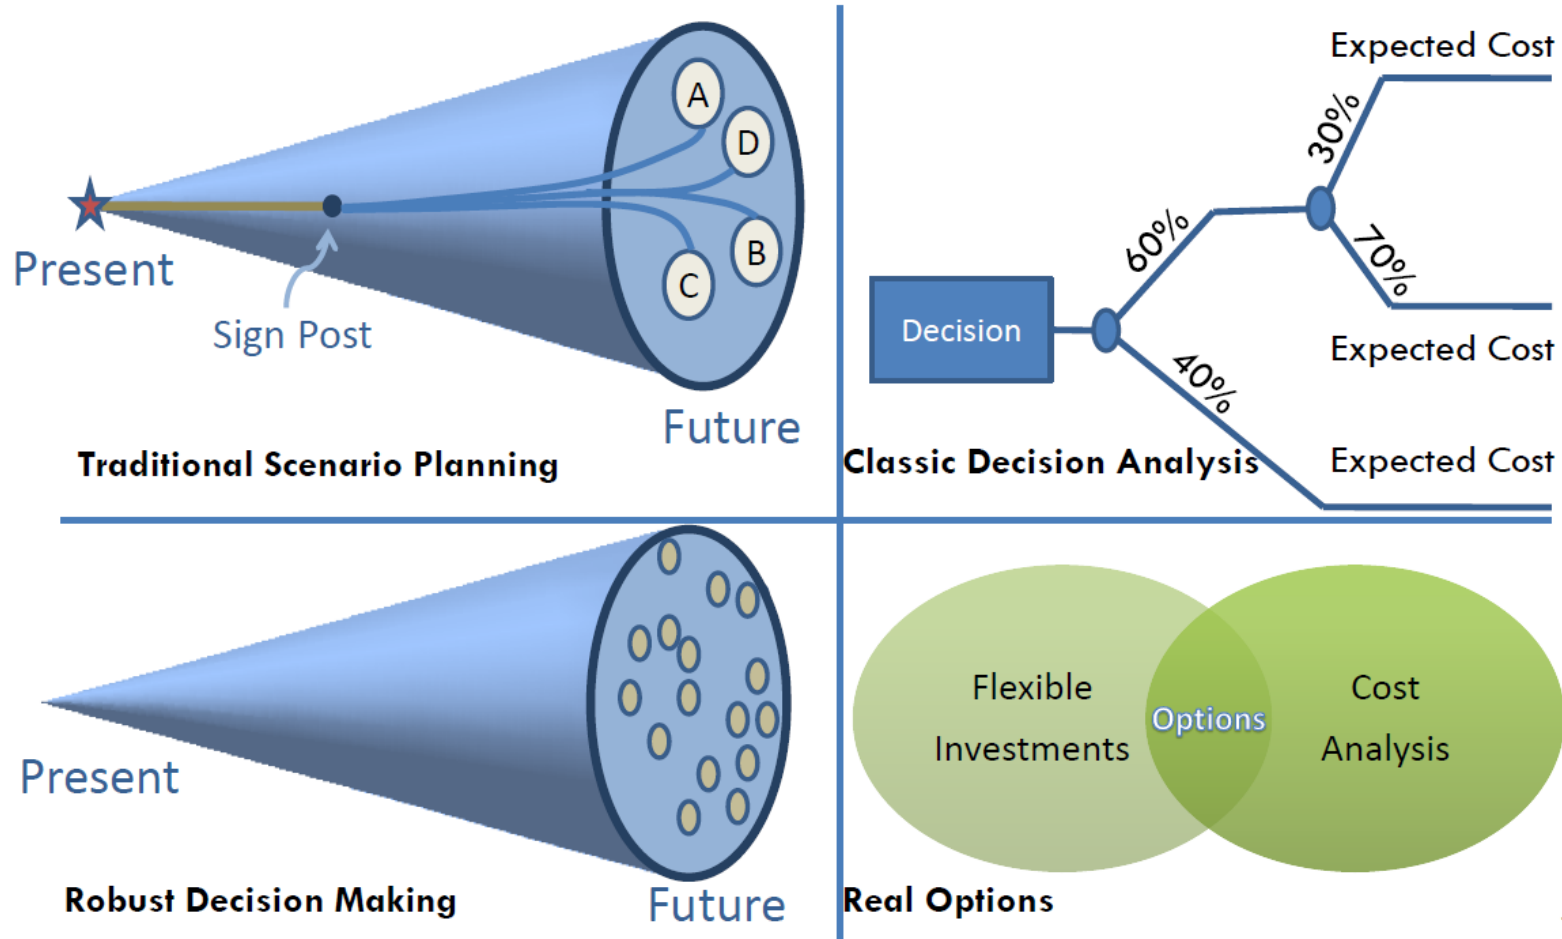 A
D
B
C
Present
Sign Post
Future
Traditional Scenario Planning
Expected Cost
30%
60%
70%
Decision
Expected Cost
40%
Classic Decision Analysis
Expected Cost
Present
Future
Robust Decision Making
Flexible
Investments
Options
Cost
Analysis
Real Options